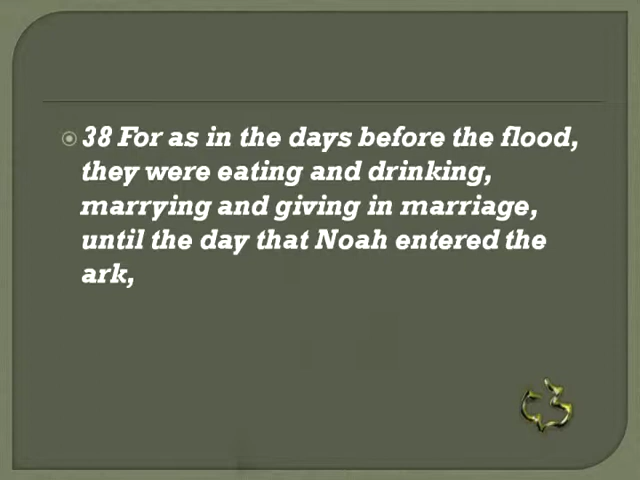 38 For as in the days before the flood,
they were eating and drinking,
marrying and giving in marriage,
until the day that Noah entered the
ark,